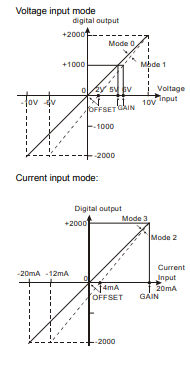 Voltage input mode
digital output
+2000
Mode 0
+1000
Mode 1
0
-10V -6V
2V 5V 6V
10V
Voltage
input
OFFSET GAIN
-1000
-2000
Current input mode:
Digital output
+2000
Mode 3
Mode 2
-20mA -12mA
0
Current
Input
4mA
20mA
OFFSET
GAIN
-2000